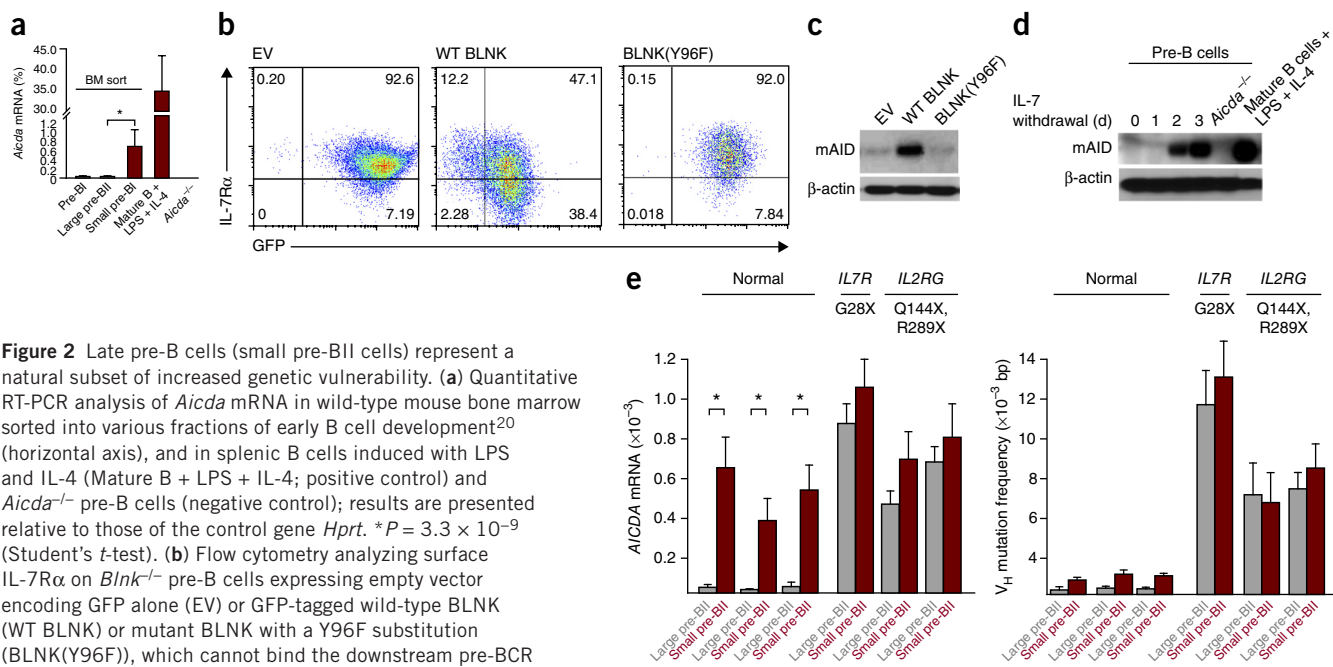 a
BM sort
*
Aicda mRNA (%)
45.0
40.0
35.0
30.0
1.2
1.0
0.8
0.6
0.4
0.2
0
Pre-BI
Large pre-BII
Small pre-BI
Mature B +
LPS + IL-4
Aicda–/–
b
EV
WT BLNK
BLNK(Y96F)
0.20
92.6
12.2
47.1
0.15
92.0
0
7.19
2.28
38.4
0.018
7.84
IL-7Rα
GFP
c
EV
WT BLNK
BLNK(Y96F)
mAID
β-actin
d
Pre-B cells
IL-7
withdrawal (d)
0 1 2 3
Aicda–/–
Mature B cells +
LPS + IL-4
mAID
β-actin
Figure 2 Late pre-B cells (small pre-BII cells) represent a
natural subset of increased genetic vulnerability. (a) Quantitative
RT-PCR analysis of Aicda mRNA in wild-type mouse bone marrow
sorted into various fractions of early B cell development20
(horizontal axis), and in splenic B cells induced with LPS
and IL-4 (Mature B + LPS + IL-4; positive control) and
Aicda–/– pre-B cells (negative control); results are presented
relative to those of the control gene Hprt. *P = 3.3 × 10–9
(Student's t-test). (b) Flow cytometry analyzing surface
IL-7Rα on Blnk–/– pre-B cells expressing empty vector
encoding GFP alone (EV) or GFP-tagged wild-type BLNK
(WT BLNK) or mutant BLNK with a Y96F substitution
(BLNK(Y96F)), which cannot bind the downstream pre-BCR
e
Normal
IL7R
IL2RG
G28X
Q144X,
R289X
AICDA mRNA (×10–3)
1.2
1.0
0.8
0.6
0.4
0.2
* * *
Large pre-BII
Small pre-BII
Large pre-BII
Small pre-BII
Large pre-BII
Small pre-BII
Large pre-BII
Small pre-BII
Large pre-BII
Small pre-BII
Large pre-BII
Small pre-BII
Normal
IL7R
IL2RG
G28X
Q144X,
R289X
VH mutation frequency (×10–3 bp)
14
12
10
8
6
4
Large pre-BII
Small pre-BII
Large pre-BII
Small pre-BII
Large pre-BII
Small pre-BII
Large pre-BII
Small pre-BII
Large pre-BII
Small pre-BII
Large pre-BII
Small pre-BII